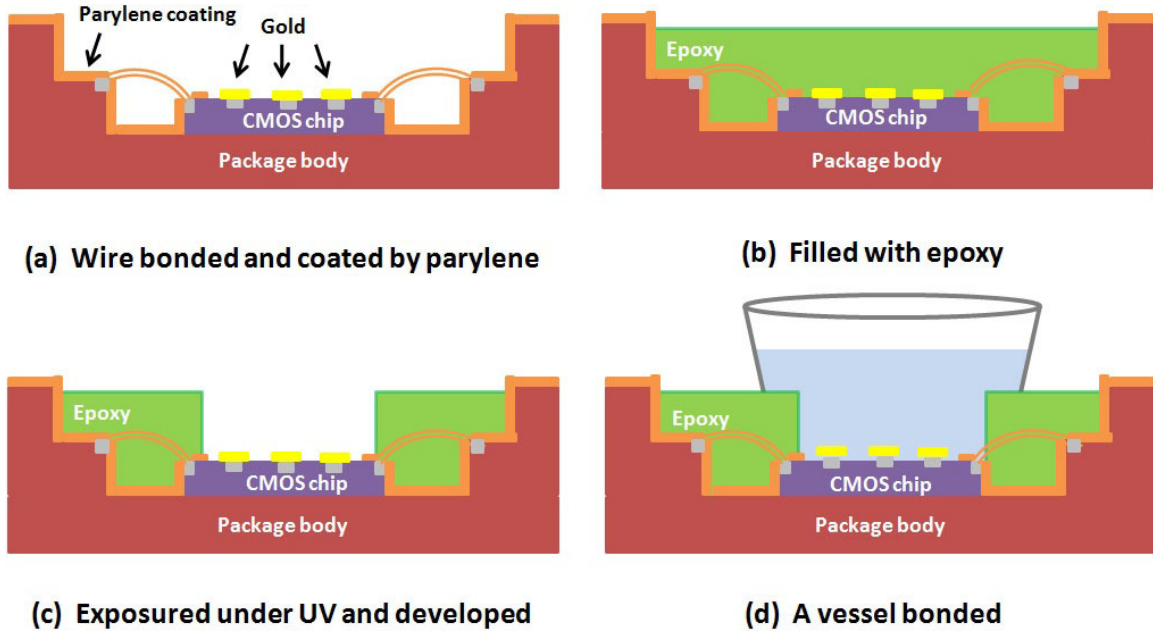 Parylene coating
Gold
CMOS chip
Package body
(a) Wire bonded and coated by parylene
Epoxy
CMOS chip
Package body
(b) Filled with epoxy
Epoxy
CMOS chip
Package body
(c) Exposured under UV and developed
Epoxy
CMOS chip
Package body
(d) A vessel bonded